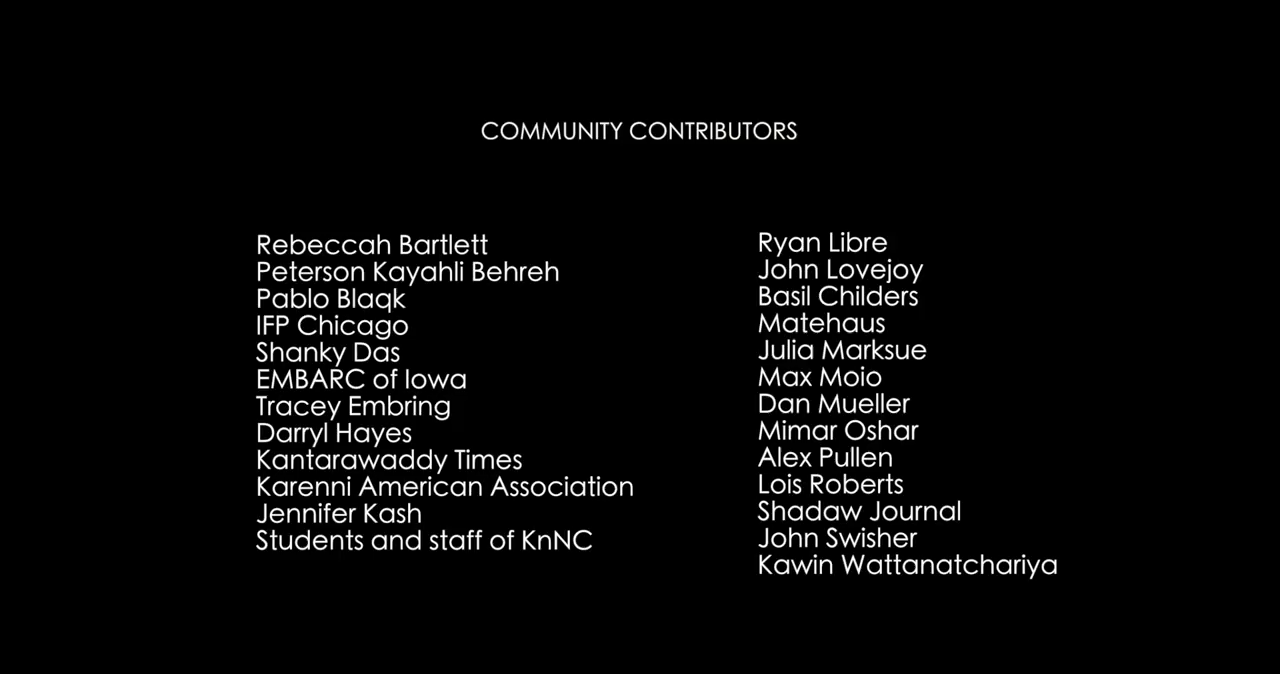 COMMUNITY CONTRIBUTORS
Rebeccah Bartlett
Peterson Kayahli Behreh
Pablo Blaqk
IFP Chicago
Shanky Das
EMBARC of Iowa
Tracey Embring
Darryl Hayes
Kantarawaddy Times
Karenni American Association
Jennifer Kash
Students and staff of KnNC
Ryan Libre
John Lovejoy
Basil Childers
Matehaus
Julia Marksue
Max Moio
Dan Mueller
Mimar Oshar
Alex Pullen
Lois Roberts
Shadaw Journal
John Swisher
Kawin Wattanatchariya